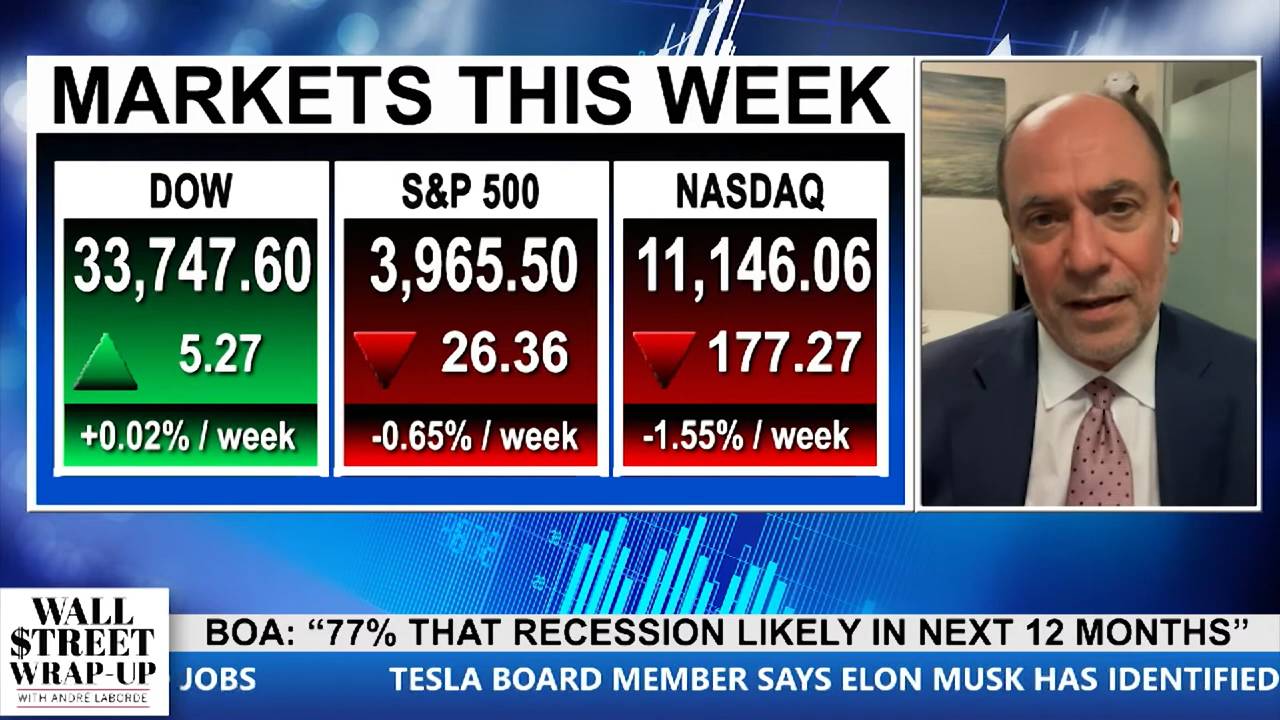 MARKETS THIS WEEK
DOW
33,747.60
5.27
+0.02% / week
S&P 500
3,965.50
26.36
-0.65% / week
NASDAQ
11,146.06
177.27
-1.55% / week
WALL
$TREET
WRAP-UP
WITH ANDRÉ LABORDE
BOA: “77% THAT RECESSION LIKELY IN NEXT 12 MONTHS”
JOBS
TESLA BOARD MEMBER SAYS ELON MUSK HAS IDENTIFIED